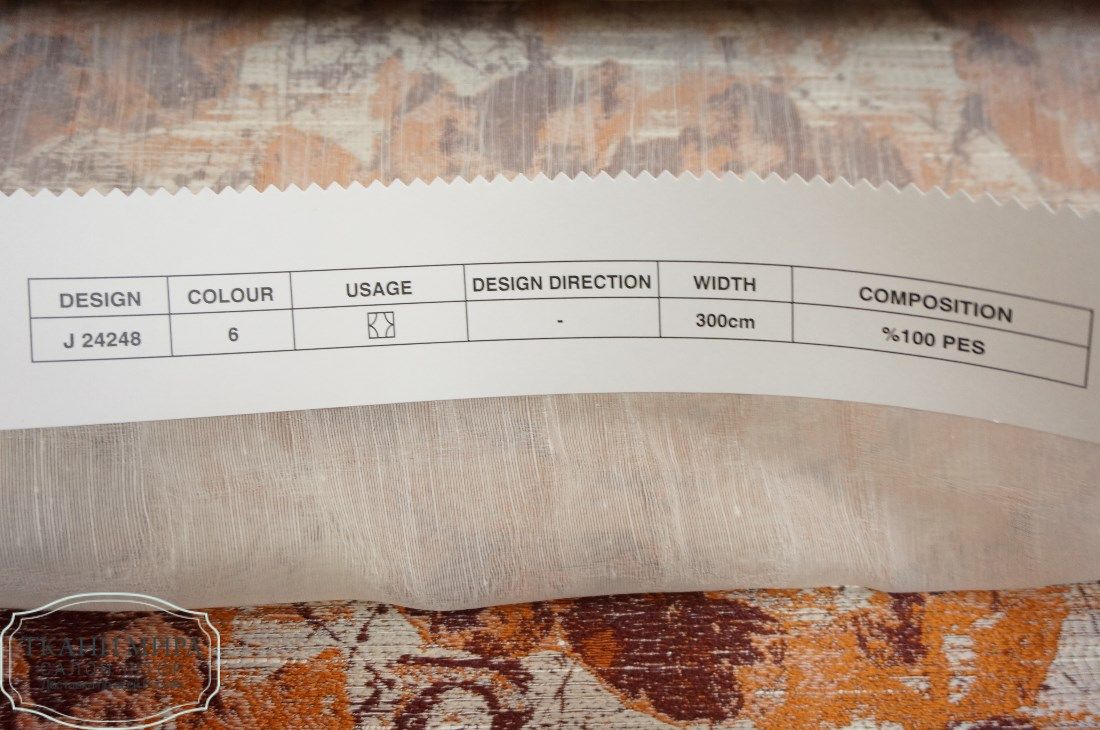 DESIGN COLOUR USAGE DESIGN DIRECTION WIDTH COMPOSITION
J 24248 6 - 300cm %100 PES
ТКАНИ МИРА